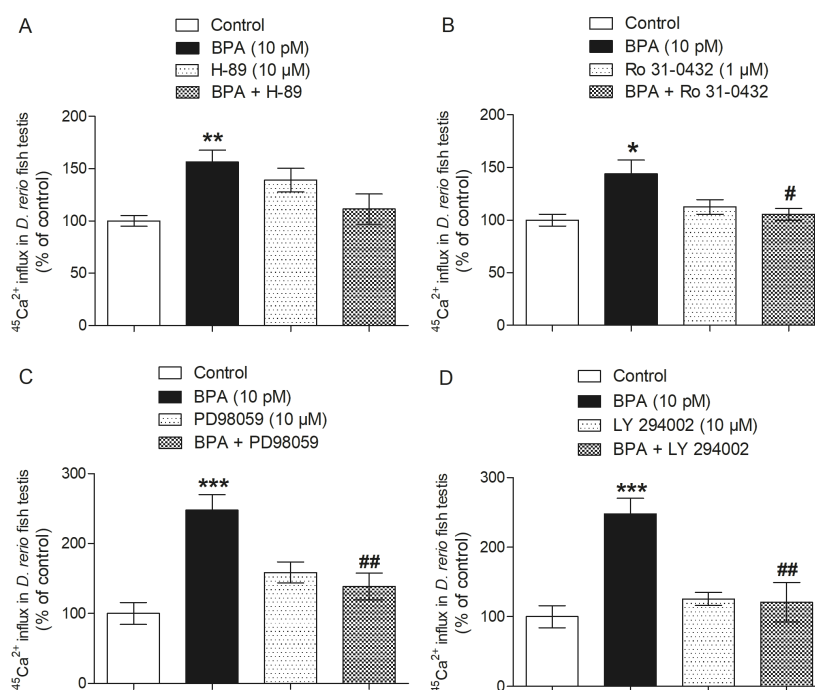 A
Control
BPA (10 pM)
H-89 (10 µM)
BPA + H-89
⁴⁵Ca²⁺ influx in D. rerio fish testis
(% of control)
200
150
100
50
0
**
B
Control
BPA (10 pM)
Ro 31-0432 (1 µM)
BPA + Ro 31-0432
⁴⁵Ca²⁺ influx in D. rerio fish testis
(% of control)
200
150
100
50
0
*
#
C
Control
BPA (10 pM)
PD98059 (10 µM)
BPA + PD98059
⁴⁵Ca²⁺ influx in D. rerio fish testis
(% of control)
300
200
100
0
***
##
D
Control
BPA (10 pM)
LY 294002 (10 µM)
BPA + LY 294002
⁴⁵Ca²⁺ influx in D. rerio fish testis
(% of control)
300
200
100
0
***
##